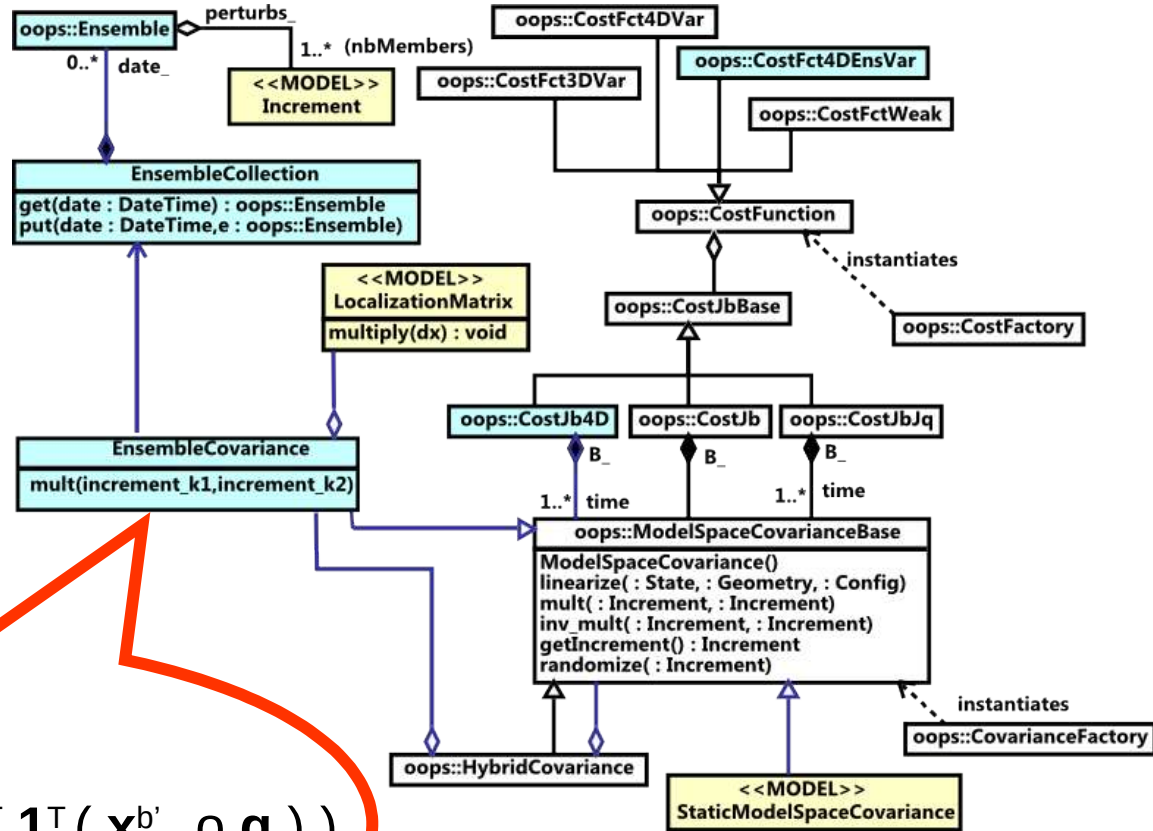 oops::Ensemble
perturbs_
1..* (nbMembers)
0..* date_
<<MODEL>>
Increment
oops::CostFct4DVar
oops::CostFct3DVar
oops::CostFct4DEnsVar
oops::CostFctWeak
EnsembleCollection
get(date : DateTime) : oops::Ensemble
put(date : DateTime,e : oops::Ensemble)
oops::CostFunction
instantiates
<<MODEL>>
LocalizationMatrix
multiply(dx) : void
oops::CostJbBase
oops::CostFactory
oops::CostJb4D
oops::CostJb
oops::CostJbJq
B_
B_
B_
1..* time
1..* time
EnsembleCovariance
mult(increment_k1,increment_k2)
oops::ModelSpaceCovarianceBase
ModelSpaceCovariance()
linearize( : State, : Geometry, : Config)
mult( : Increment, : Increment)
inv_mult( : Increment, : Increment)
getIncrement() : Increment
randomize( : Increment)
instantiates
oops::CovarianceFactory
oops::HybridCovariance
<<MODEL>>
StaticModelSpaceCovariance
1ᵀ ( xᵇ’ o